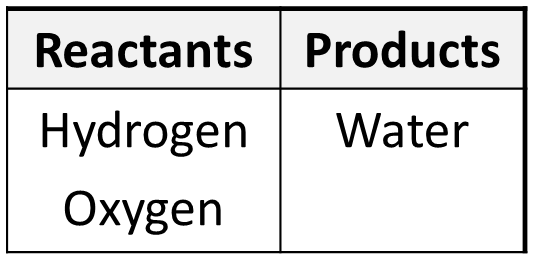 Reactants Products
Hydrogen Water
Oxygen